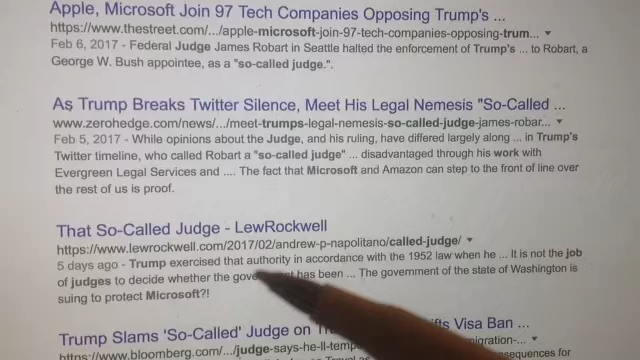 Apple, Microsoft Join 97 Tech Companies Opposing Trump's ...
https://www.thestreet.com/.../apple-microsoft-join-97-tech-companies-opposing-trum...
Feb 6, 2017 - Federal Judge James Robart in Seattle halted the enforcement of Trump's ... to Robart, a
George W. Bush appointee, as a "so-called judge.".
As Trump Breaks Twitter Silence, Meet His Legal Nemesis "So-Called ...
www.zerohedge.com/news/.../meet-trumps-legal-nemesis-so-called-judge-james-robar...
Feb 5, 2017 - While opinions about the Judge, and his ruling, have differed largely along ... in Trump's
Twitter timeline, who called Robart a "so-called judge" ... disadvantaged through his work with
Evergreen Legal Services and .... The fact that Microsoft and Amazon can step to the front of line over
the rest of us is proof.
That So-Called Judge - LewRockwell
https://www.lewrockwell.com/2017/02/andrew-p-napolitano/called-judge/
5 days ago - Trump exercised that authority in accordance with the 1952 law when he ... It is not the job
of judges to decide whether the has been ... The government of the state of Washington is
suing to protect Microsoft?!
Trump Slams 'So-Called' Judge on Visa Ban ...
https://www.bloomberg.com/.../judge-says-he-ll-